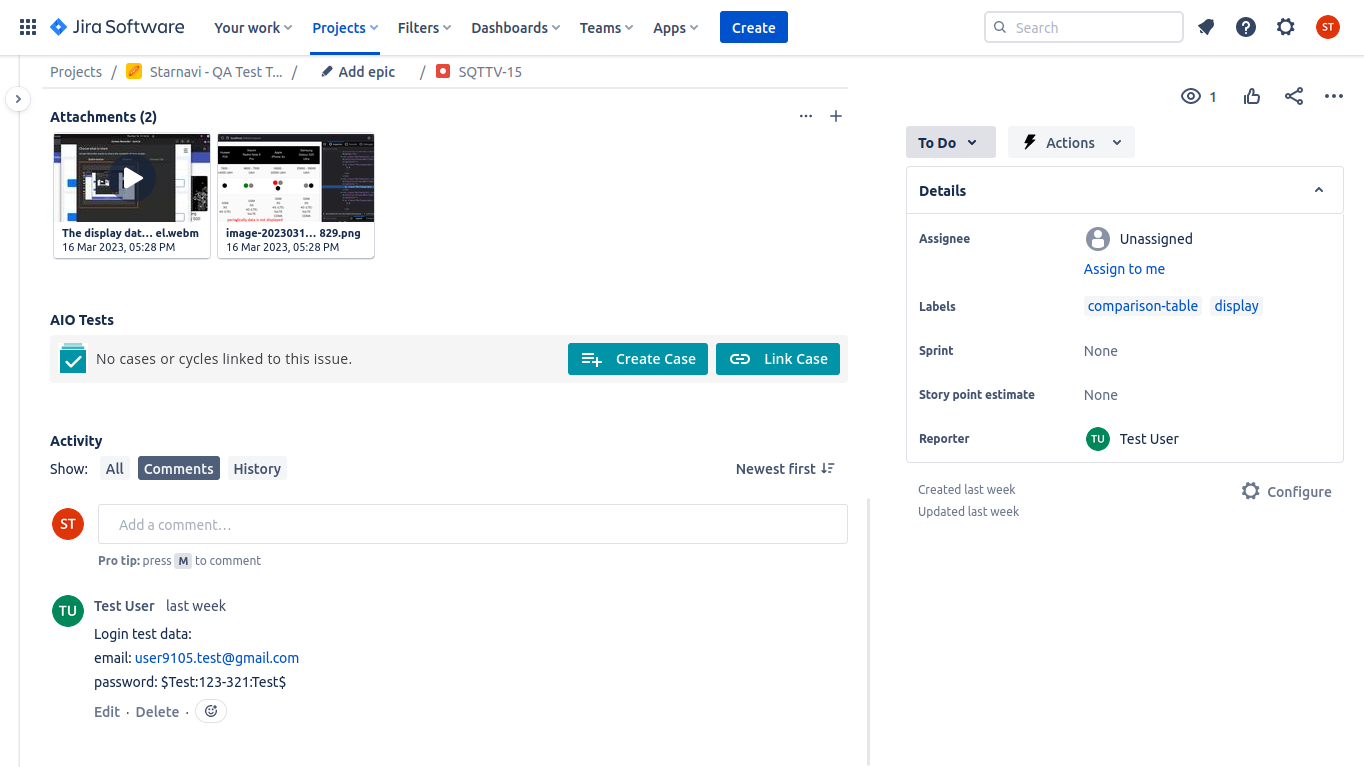 Jira Software Your work Projects Filters Dashboards Teams Apps Create Search ST
Projects / Starnavi - QA Test T... / Add epic / SQTTV-15
1
Attachments (2)
The display dat... el.webm
16 Mar 2023, 05:28 PM
image-2023031... 829.png
16 Mar 2023, 05:28 PM
AIO Tests
No cases or cycles linked to this issue.
Create Case
Link Case
Activity
Show: All Comments History
Newest first
ST
Add a comment...
Pro tip: press M to comment
TU
Test User last week
Login test data:
email: user9105.test@gmail.com
password: $Test:123-321:Test$
Edit · Delete ·
To Do
Actions
Details
Assignee
Unassigned
Assign to me
Labels
comparison-table display
Sprint
None
Story point estimate
None
Reporter
TU Test User
Created last week
Updated last week
Configure